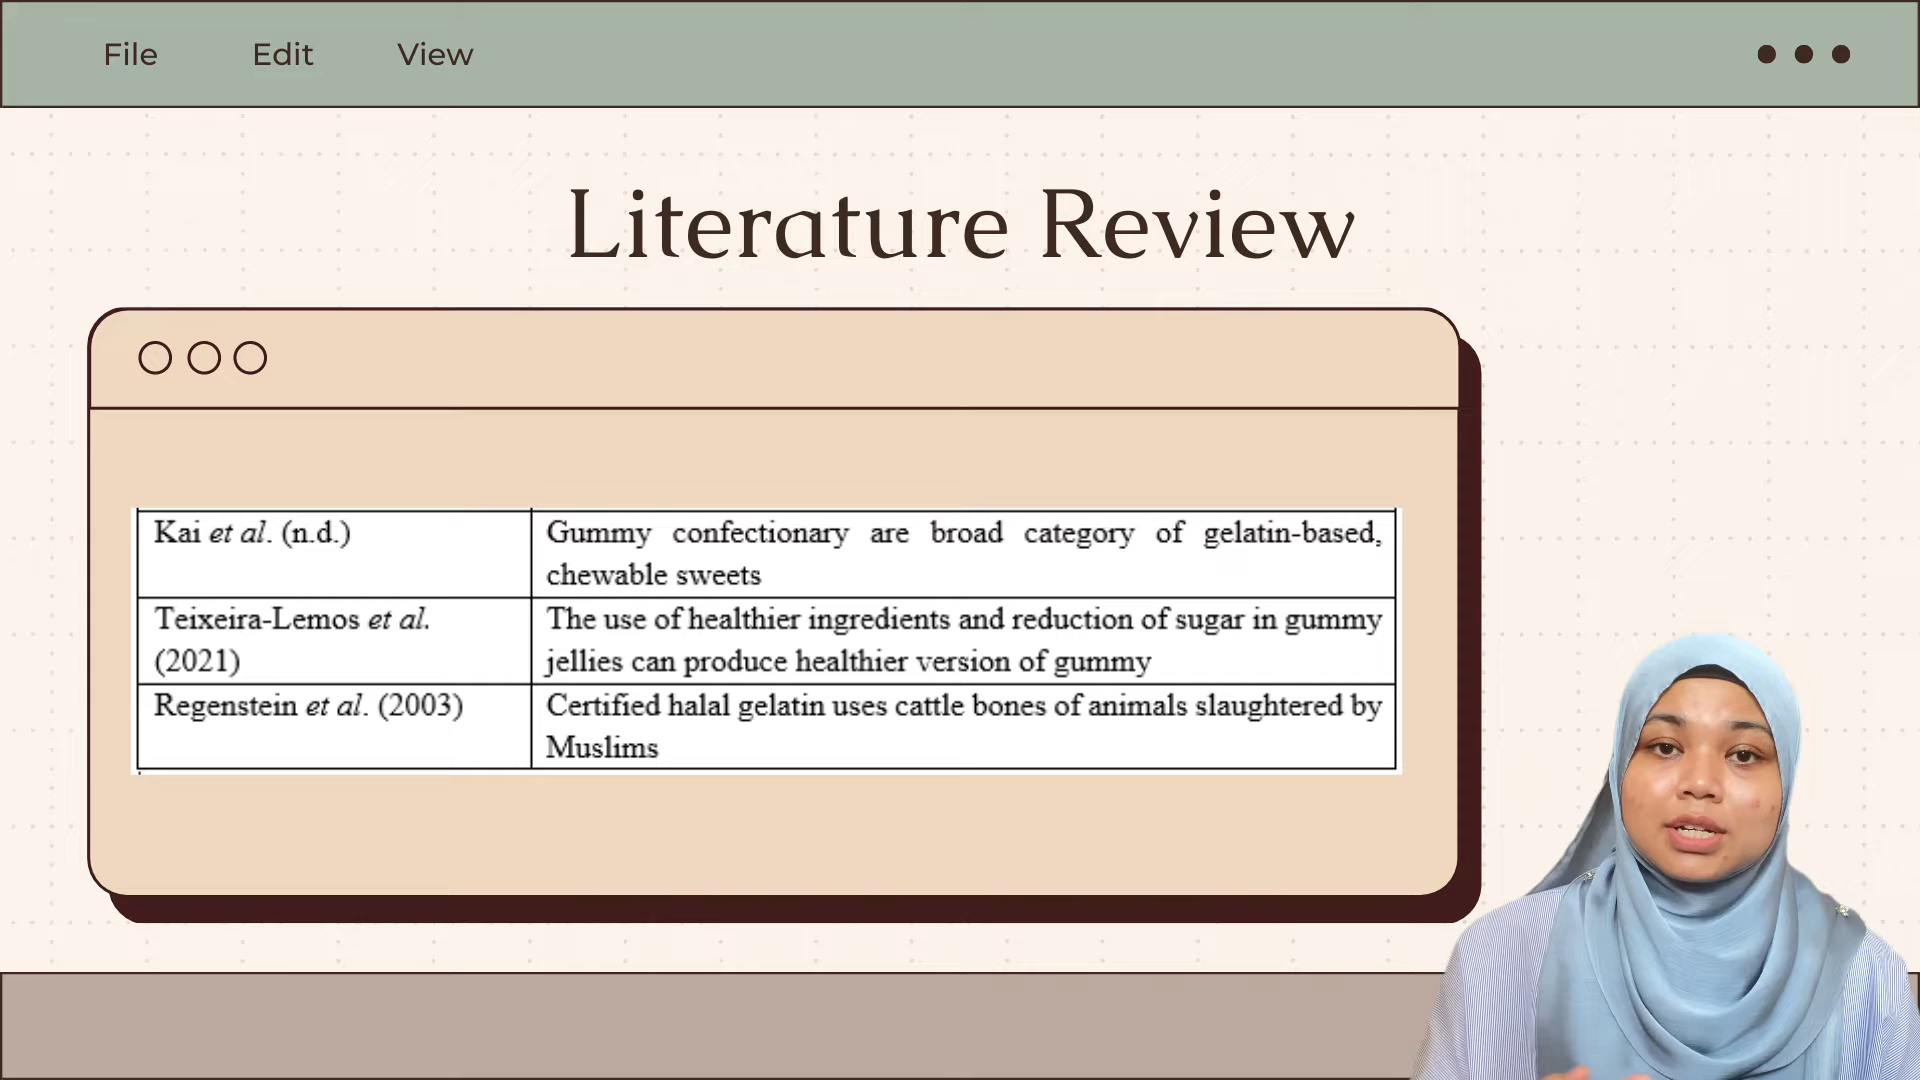 File Edit View
Literature Review
Kai et al. (n.d.)
Gummy confectionary are broad category of gelatin-based,
chewable sweets
Teixeira-Lemos et al.
(2021)
The use of healthier ingredients and reduction of sugar in gummy
jellies can produce healthier version of gummy
Regenstein et al. (2003)
Certified halal gelatin uses cattle bones of animals slaughtered by
Muslims